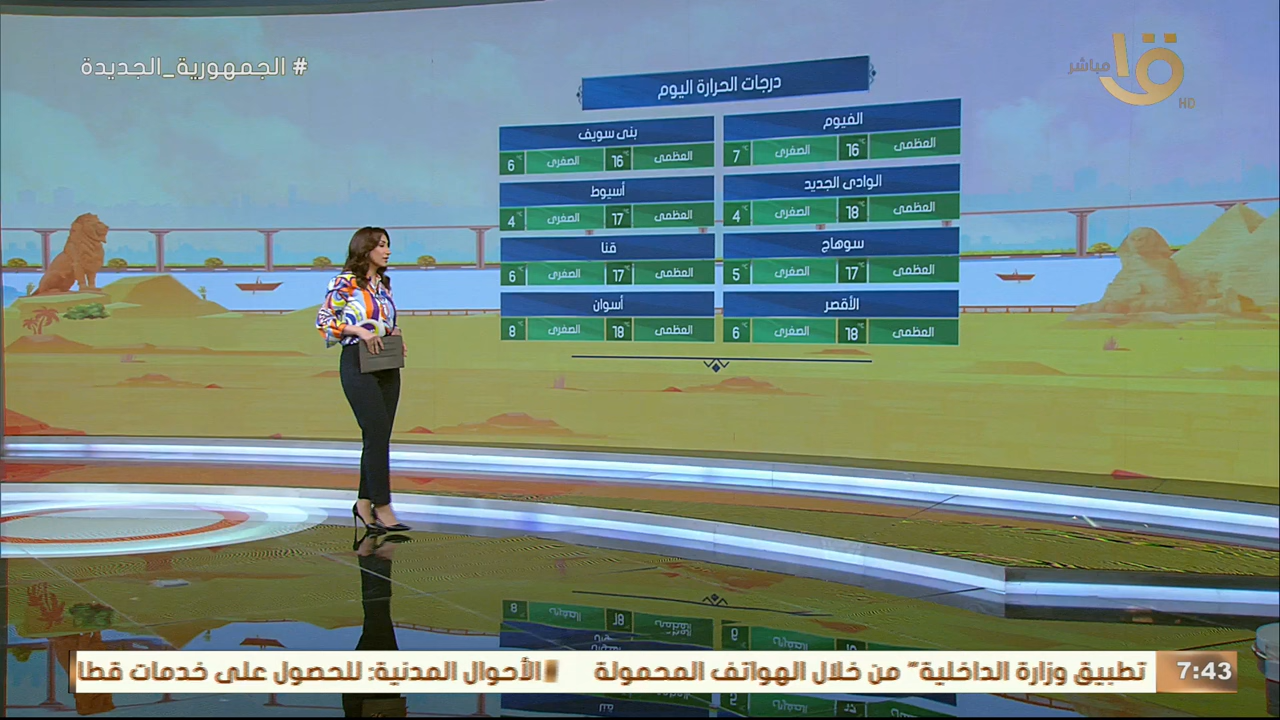 # الجمهورية_الجديدة
مباشر
HD
درجات الحرارة اليوم
الفيوم
العظمى 16°C الصغرى 7°C
بنى سويف
العظمى 16°C الصغرى 6°C
الوادى الجديد
العظمى 18°C الصغرى 4°C
أسيوط
العظمى 17°C الصغرى 4°C
سوهاج
العظمى 17°C الصغرى 5°C
قنا
العظمى 17°C الصغرى 6°C
الأقصر
العظمى 18°C الصغرى 6°C
أسوان
العظمى 18°C الصغرى 8°C
7:43
تطبيق وزارة الداخلية" من خلال الهواتف المحمولة
الأحوال المدنية: للحصول على خدمات قطا